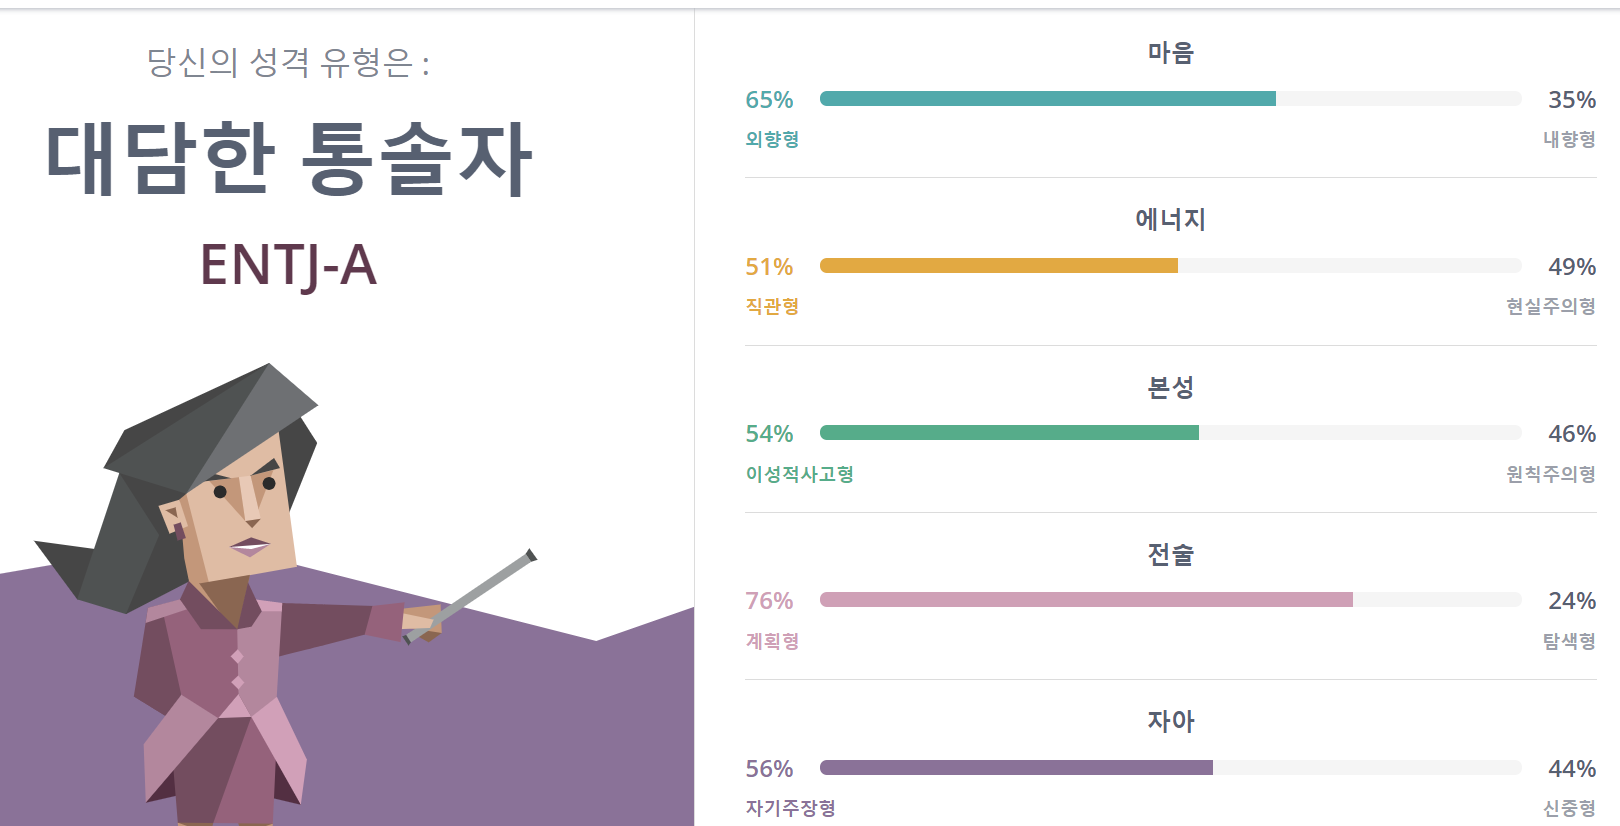 당신의 성격 유형은 :
대담한 통솔자
ENTJ-A
마음
65% 35%
외향형 내향형
에너지
51% 49%
직관형 현실주의형
본성
54% 46%
이성적사고형 원칙주의형
전술
76% 24%
계획형 탐색형
자아
56% 44%
자기주장형 신중형